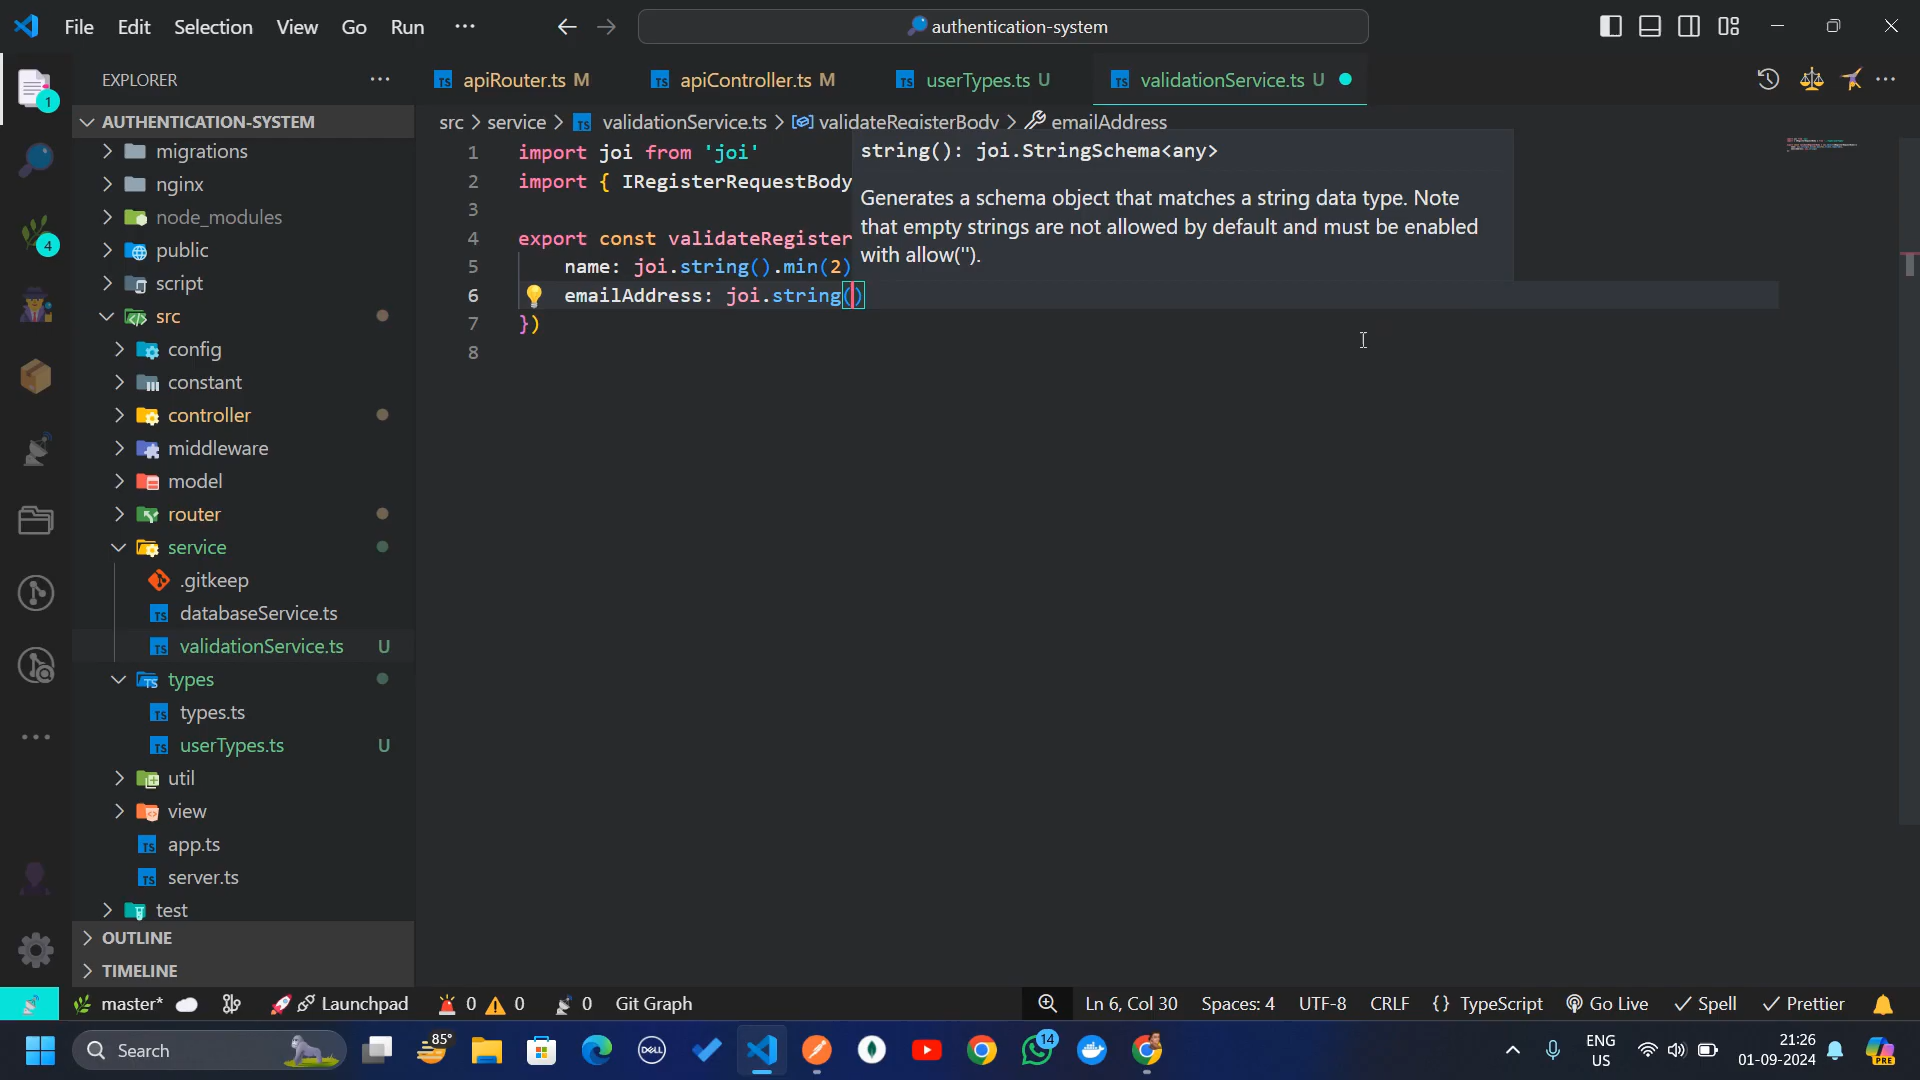 File Edit Selection View Go Run ··· authentication-system
EXPLORER ···
apiRouter.ts M apiController.ts M userTypes.ts U validationService.ts U
AUTHENTICATION-SYSTEM
migrations
nginx
node_modules
public
script
src
config
constant
controller
middleware
model
router
service
.gitkeep
databaseService.ts
validationService.ts U
types
types.ts
userTypes.ts U
util
view
app.ts
server.ts
test
OUTLINE
TIMELINE
1
4
src > service > validationService.ts > validateRegisterBody > emailAddress
1 import joi from 'joi'
2 import { IRegisterRequestBody
3
4 export const validateRegister
5 name: joi.string().min(2)
6 emailAddress: joi.string()
7 })
8
string(): joi.StringSchema<any>
Generates a schema object that matches a string data type. Note
that empty strings are not allowed by default and must be enabled
with allow('').
master* Launchpad 0 0 0 Git Graph Ln 6, Col 30 Spaces: 4 UTF-8 CRLF {} TypeScript Go Live Spell Prettier
Search 85° DELL 14 ENG
US 21:26
01-09-2024 PRE